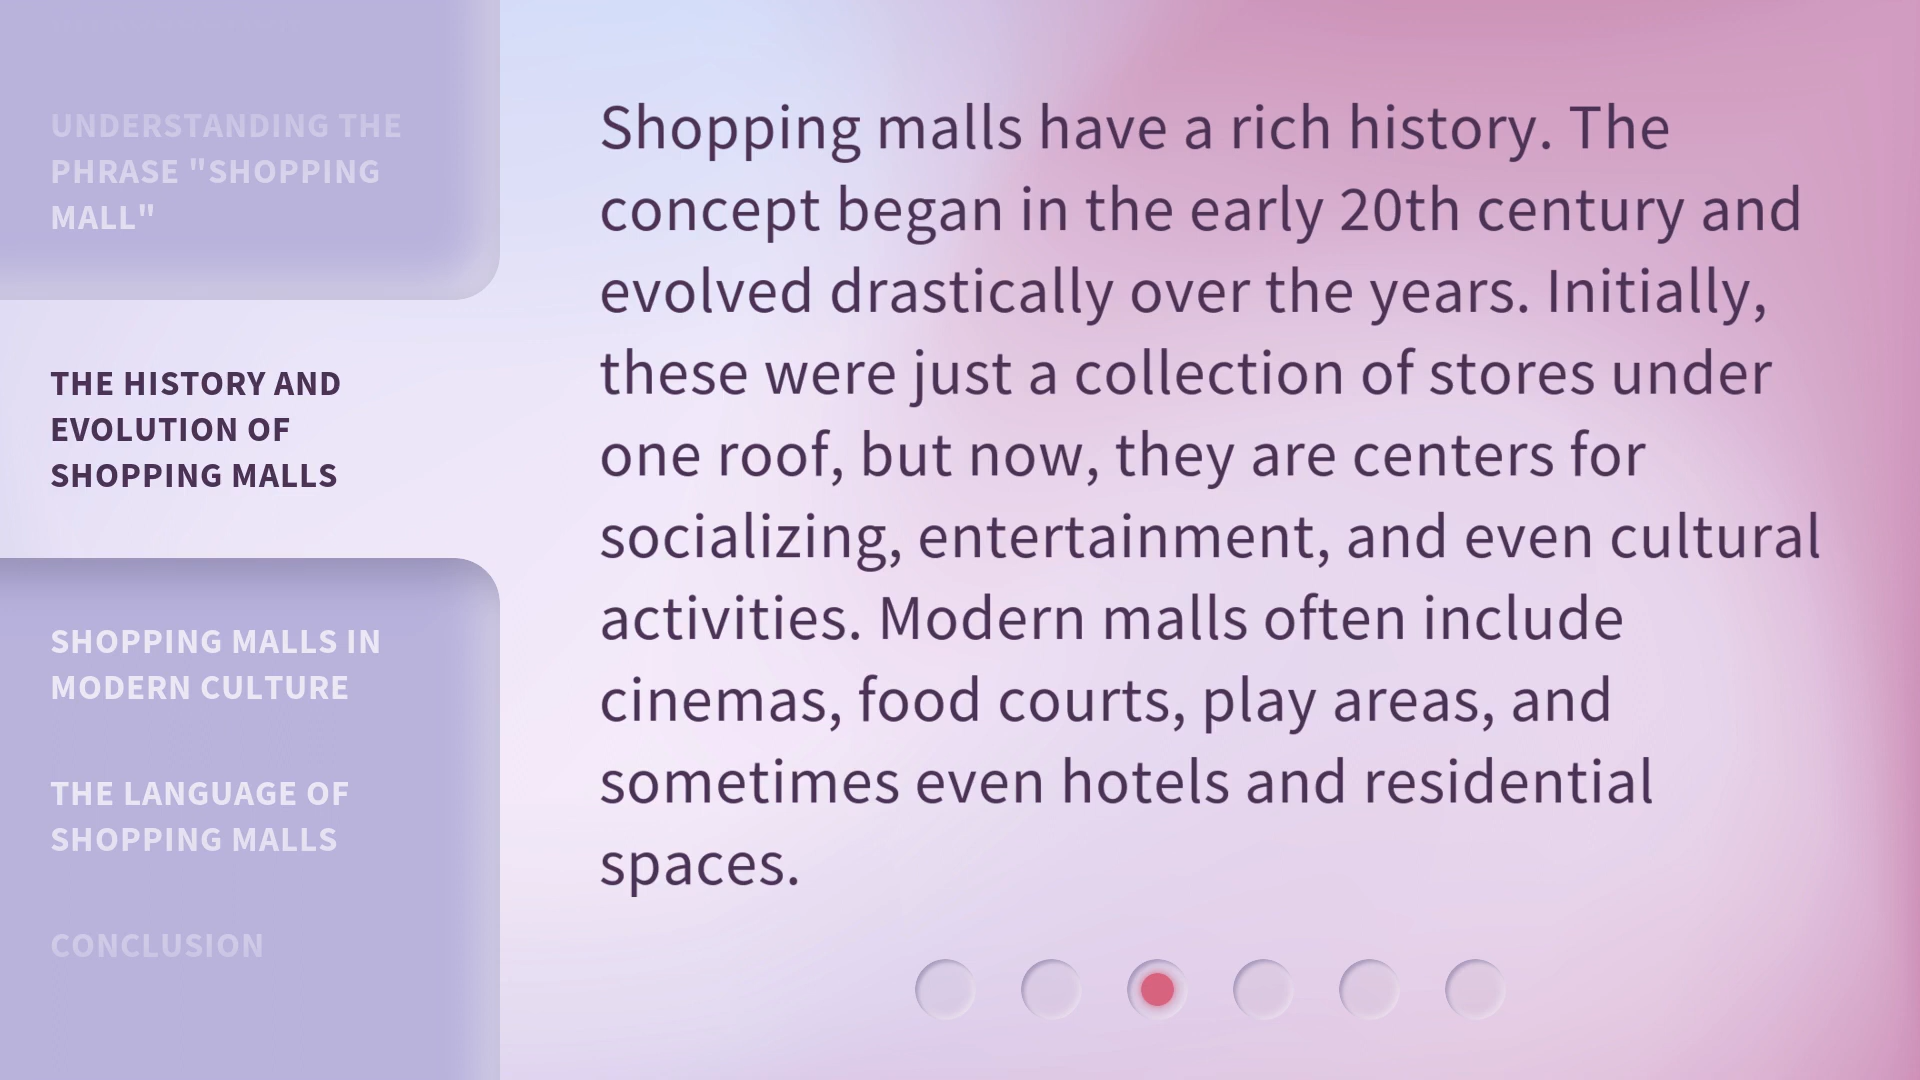 UNDERSTANDING THE
PHRASE "SHOPPING
MALL"
THE HISTORY AND
EVOLUTION OF
SHOPPING MALLS
SHOPPING MALLS IN
MODERN CULTURE
THE LANGUAGE OF
SHOPPING MALLS
CONCLUSION
Shopping malls have a rich history. The
concept began in the early 20th century and
evolved drastically over the years. Initially,
these were just a collection of stores under
one roof, but now, they are centers for
socializing, entertainment, and even cultural
activities. Modern malls often include
cinemas, food courts, play areas, and
sometimes even hotels and residential
spaces.